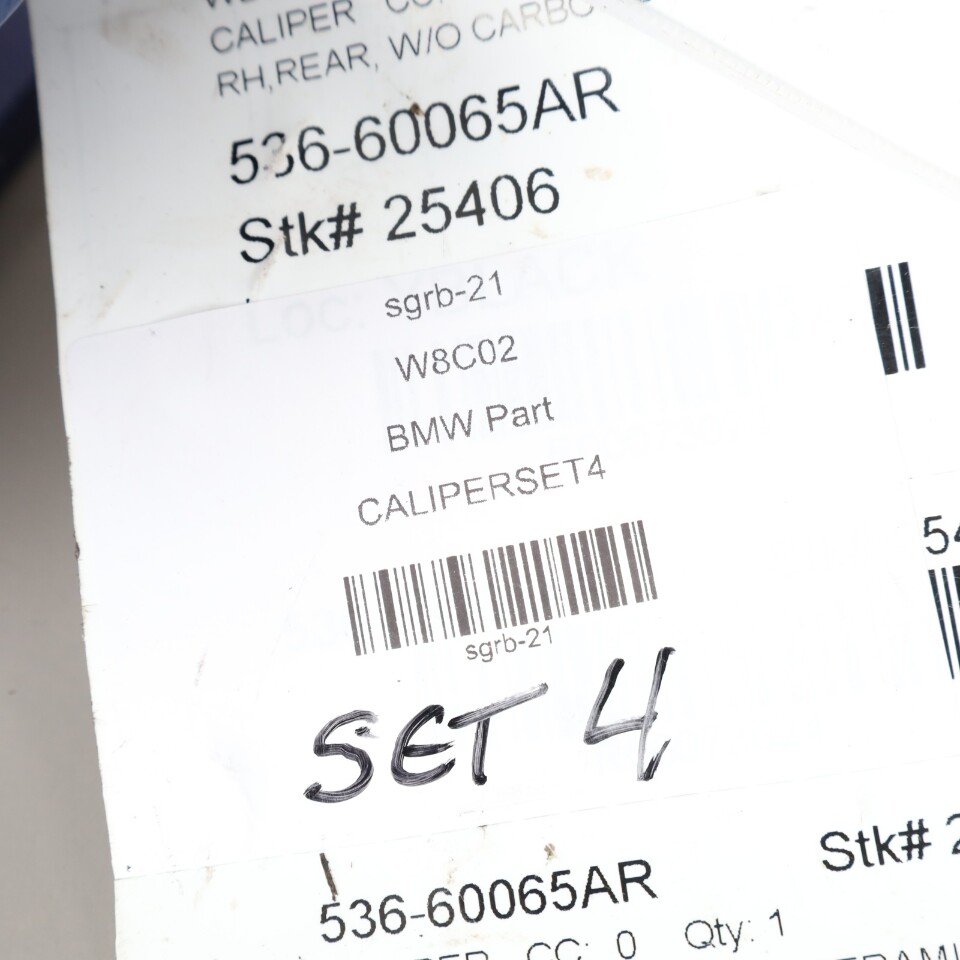 CALIPER
RH,REAR, W/O
536-60065AR
Stk# 25406
sgrb-21
W8C02
BMW Part
CALIPERSET4
sgrb-21
SET 4
Stk#
536-60065AR
CC: 0 Qty: 1